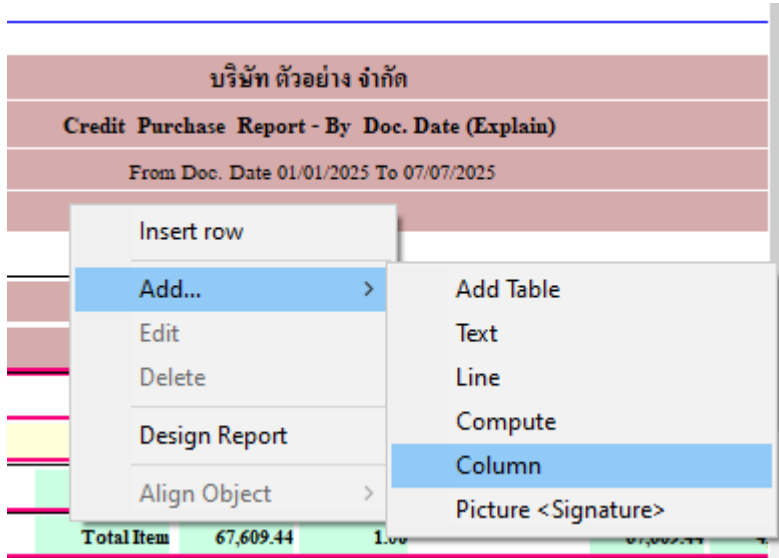 บริษัท ตัวอย่าง จำกัด
Credit Purchase Report - By Doc. Date (Explain)
From Doc. Date 01/01/2025 To 07/07/2025
Insert row
Add... >
Edit
Delete
Design Report
Align Object >
Add Table
Text
Line
Compute
Column
Picture <Signature>
Total Item 67,609.44